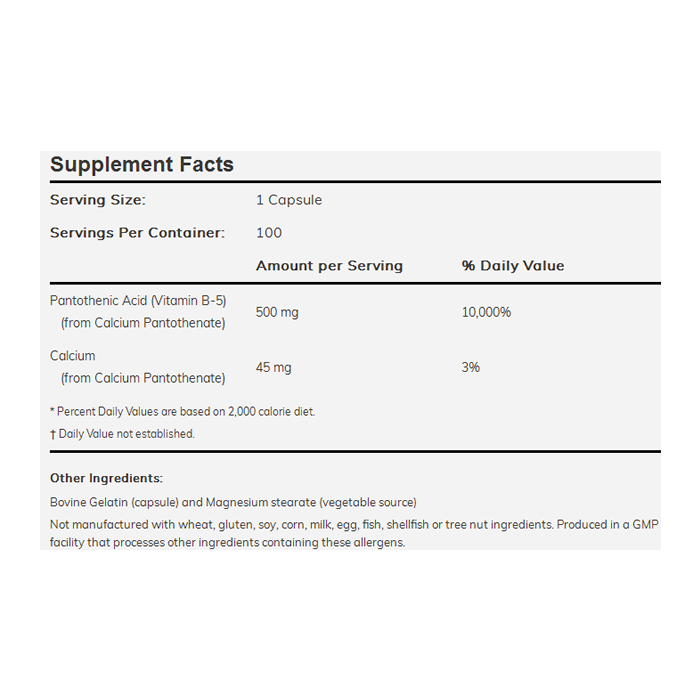 Supplement Facts
Serving Size: 1 Capsule
Servings Per Container: 100
Amount per Serving % Daily Value
Pantothenic Acid (Vitamin B-5)
(from Calcium Pantothenate) 500 mg 10,000%
Calcium
(from Calcium Pantothenate) 45 mg 3%
* Percent Daily Values are based on 2,000 calorie diet.
† Daily Value not established.
Other Ingredients:
Bovine Gelatin (capsule) and Magnesium stearate (vegetable source)
Not manufactured with wheat, gluten, soy, corn, milk, egg, fish, shellfish or tree nut ingredients. Produced in a GMP
facility that processes other ingredients containing these allergens.